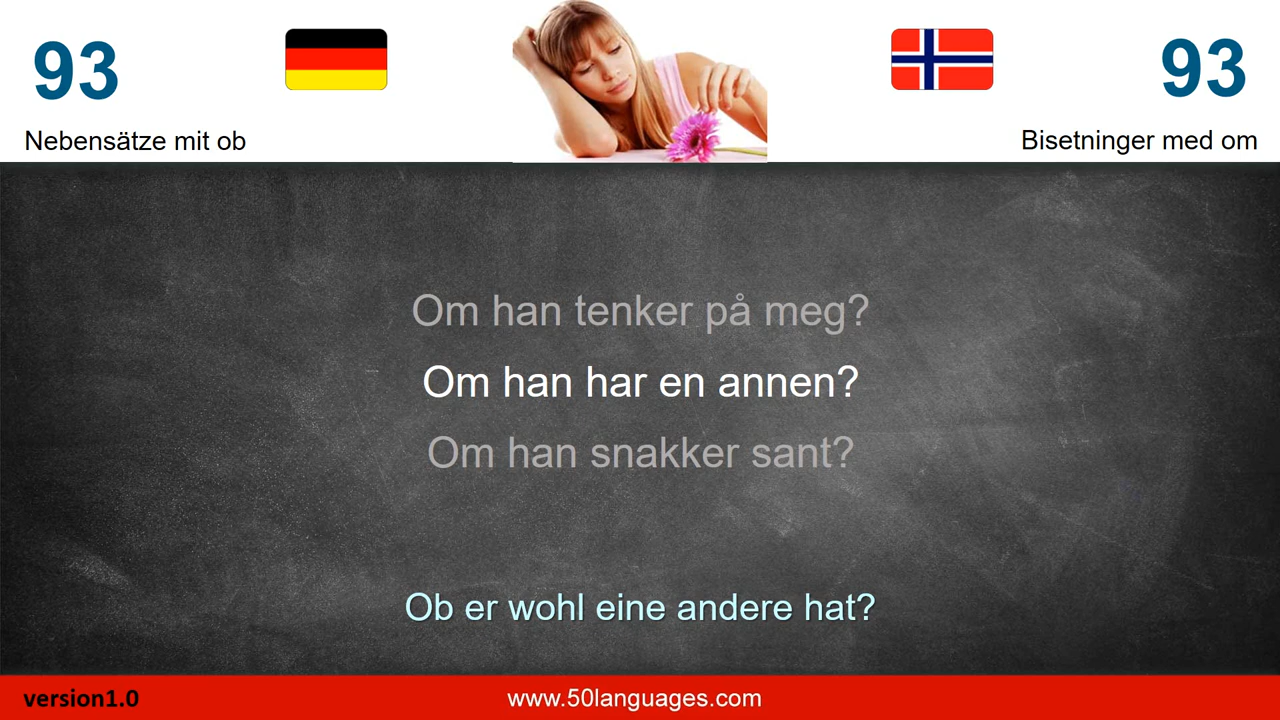 93
93
Nebensätze mit ob
Bisetninger med om
Om han tenker på meg?
Om han har en annen?
Om han snakker sant?
Ob er wohl eine andere hat?
version1.0
www.50languages.com